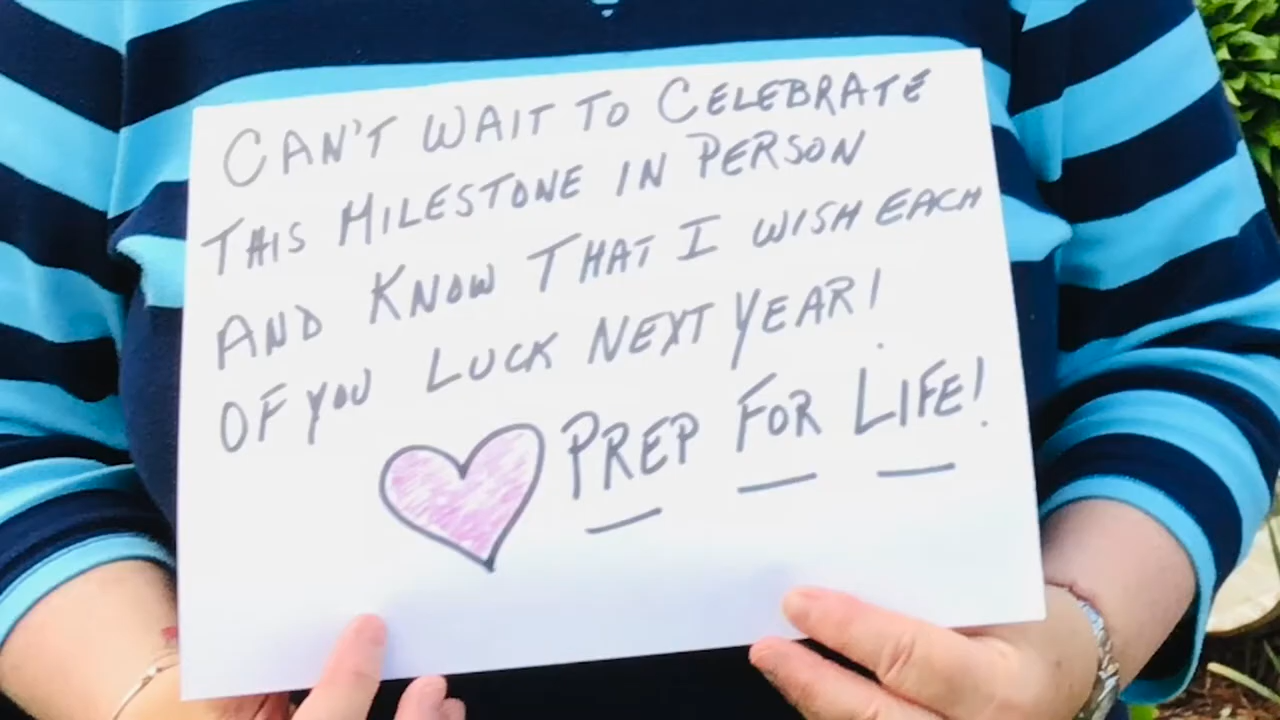 CAN'T WAIT TO CELEBRATE
THIS MILESTONE IN PERSON
AND KNOW THAT I WISH EACH
OF YOU LUCK NEXT YEAR!
PREP FOR LIFE!